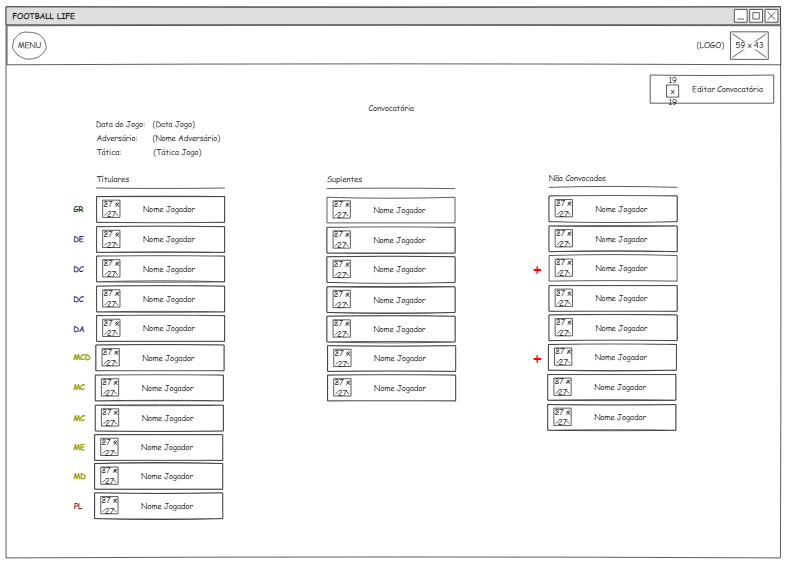 FOOTBALL LIFE
MENU
(LOGO)
59 x 43
19
x
19
Editar Convocatória
Convocatória
Data do Jogo: (Data Jogo)
Adversário: (Nome Adversário)
Tática: (Tática Jogo)
Titulares
GR
27 x
27
Nome Jogador
DE
27 x
27
Nome Jogador
DC
27 x
27
Nome Jogador
DC
27 x
27
Nome Jogador
DA
27 x
27
Nome Jogador
MCD
27 x
27
Nome Jogador
MC
27 x
27
Nome Jogador
MC
27 x
27
Nome Jogador
ME
27 x
27
Nome Jogador
MD
27 x
27
Nome Jogador
PL
27 x
27
Nome Jogador
Suplentes
27 x
27
Nome Jogador
27 x
27
Nome Jogador
27 x
27
Nome Jogador
27 x
27
Nome Jogador
27 x
27
Nome Jogador
27 x
27
Nome Jogador
27 x
27
Nome Jogador
Não Convocados
27 x
27
Nome Jogador
27 x
27
Nome Jogador
+
27 x
27
Nome Jogador
27 x
27
Nome Jogador
27 x
27
Nome Jogador
+
27 x
27
Nome Jogador
27 x
27
Nome Jogador
27 x
27
Nome Jogador